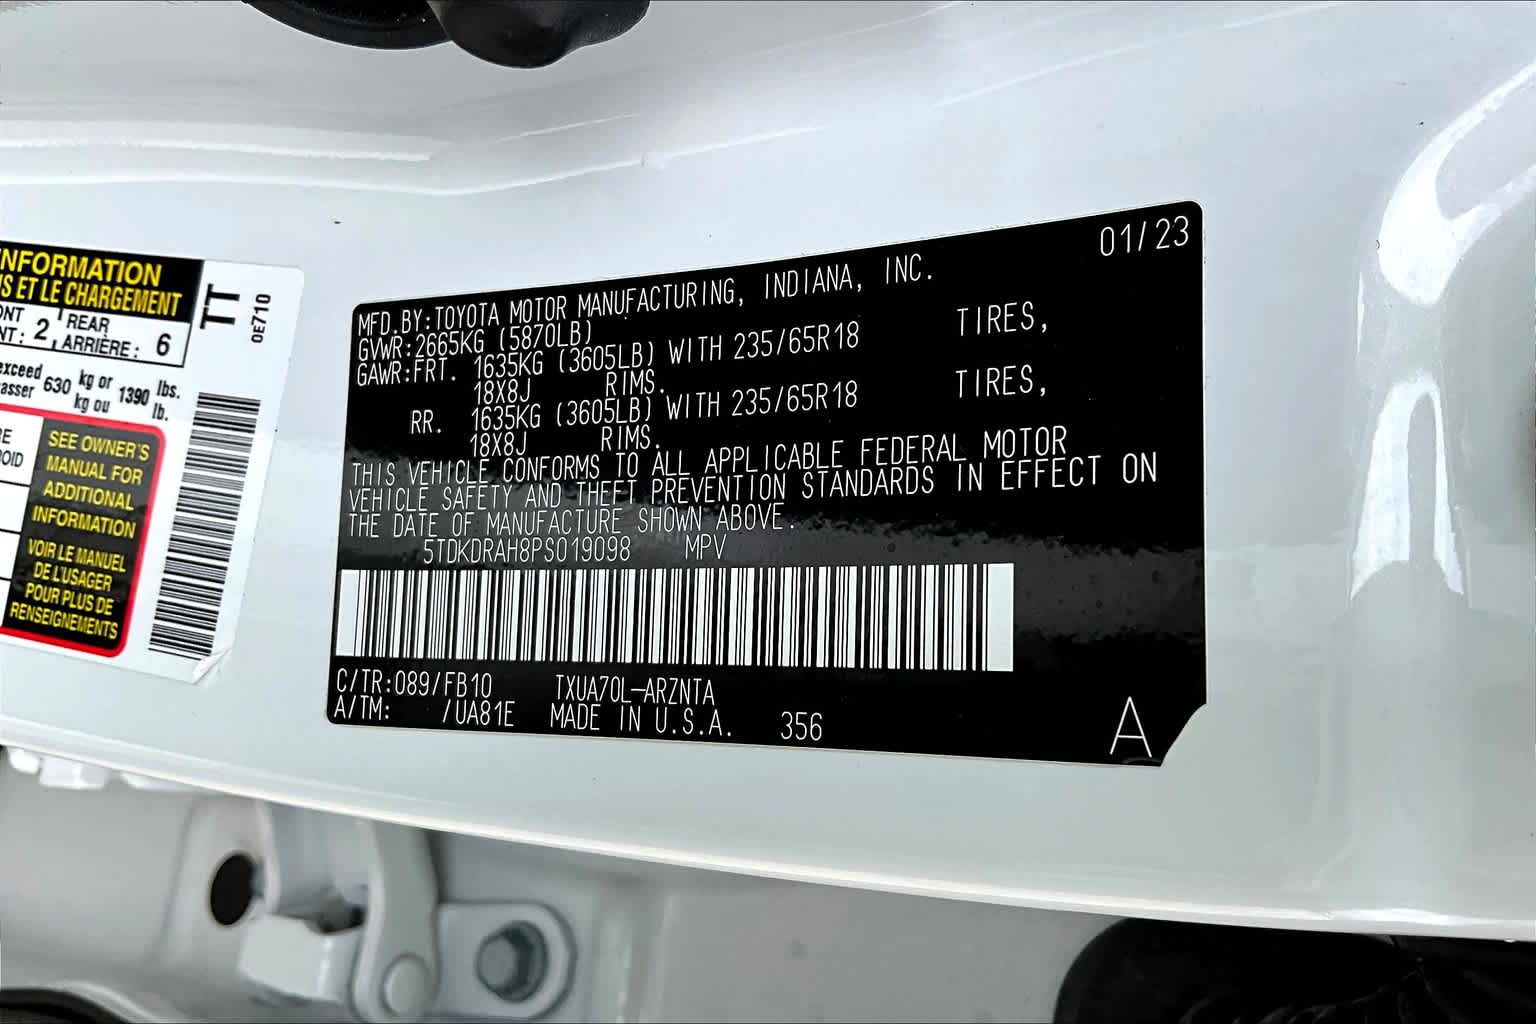 INFORMATION
S ET LE CHARGEMENT
NT : 2, REAR
ARRIÈRE : 6
exceed
630 kg or 1390 lbs.
kg ou lb.
SEE OWNER'S
MANUAL FOR
ADDITIONAL
INFORMATION
VOIR LE MANUEL
DE L'USAGER
POUR PLUS DE
RENSEIGNEMENTS
TT
0E710
01/23
MFD.BY:TOYOTA MOTOR MANUFACTURING, INDIANA, INC.
GVWR:2665KG (5870LB)
GAWR:FRT. 1635KG (3605LB) WITH 235/65R18 TIRES,
18X8J RIMS.
RR. 1635KG (3605LB) WITH 235/65R18 TIRES,
18X8J RIMS.
THIS VEHICLE CONFORMS TO ALL APPLICABLE FEDERAL MOTOR
VEHICLE SAFETY AND THEFT PREVENTION STANDARDS IN EFFECT ON
THE DATE OF MANUFACTURE SHOWN ABOVE.
5TDKDRAH8PS019098 MPV
C/TR:089/FB10 TXUA70L-ARZNTA
A/TM: /UA81E MADE IN U.S.A. 356
A